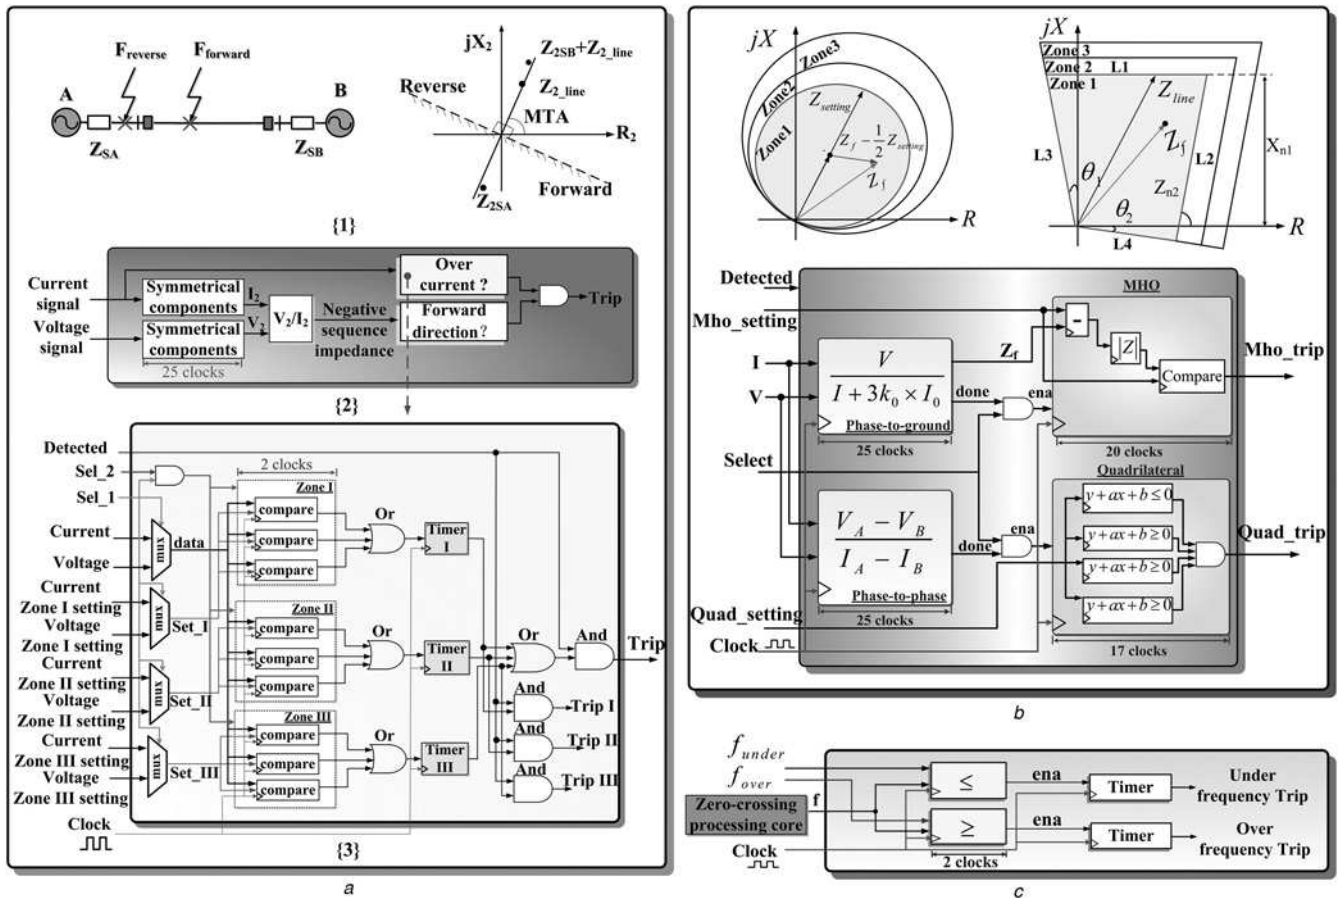 F_reverse F_forward
A B
Z_SA Z_SB
jX_2
Z_2SB+Z_2_line
Z_2_line
Reverse
MTA
R_2
Forward
Z_2SA
{1}
Current signal
Voltage signal
Symmetrical components
Symmetrical components
I_2
V_2
V_2/I_2
25 clocks
Negative sequence impedance
Over current ?
Forward direction?
Trip
{2}
Detected
Sel_2
Sel_1
Current
Voltage
Current
Zone I setting
Voltage
Zone I setting
Current
Zone II setting
Voltage
Zone II setting
Current
Zone III setting
Voltage
Zone III setting
Clock
mux
mux
mux
mux
data
Set_I
Set_II
Set_III
2 clocks
Zone I
compare
compare
compare
Zone II
compare
compare
compare
Zone III
compare
compare
compare
Or
Or
Or
Timer I
Timer II
Timer III
Or
And
Trip
And
Trip I
And
Trip II
And
Trip III
{3}
a
jX
Zone3
Zone2
Zone1
Z_setting
Z_f − 1/2 Z_setting
Z_f
R
jX
Zone 3
Zone 2 L1
Zone 1
Z_line
Z_f
L3
L2
X_n1
θ_1
Z_n2
θ_2
L4
R
Detected
Mho_setting
I
V
Select
Quad_setting
Clock
V
I + 3k_0 × I_0
Phase-to-ground
25 clocks
V_A − V_B
I_A − I_B
Phase-to-phase
25 clocks
Z_f
done
ena
done
ena
MHO
-
|Z|
Compare
20 clocks
Mho_trip
Quadrilateral
y + ax + b ≤ 0
y + ax + b ≥ 0
y + ax + b ≥ 0
y + ax + b ≥ 0
17 clocks
Quad_trip
b
f_under
f_over
Zero-crossing processing core
f
Clock
≤
≥
2 clocks
ena
ena
Timer
Timer
Under frequency Trip
Over frequency Trip
c